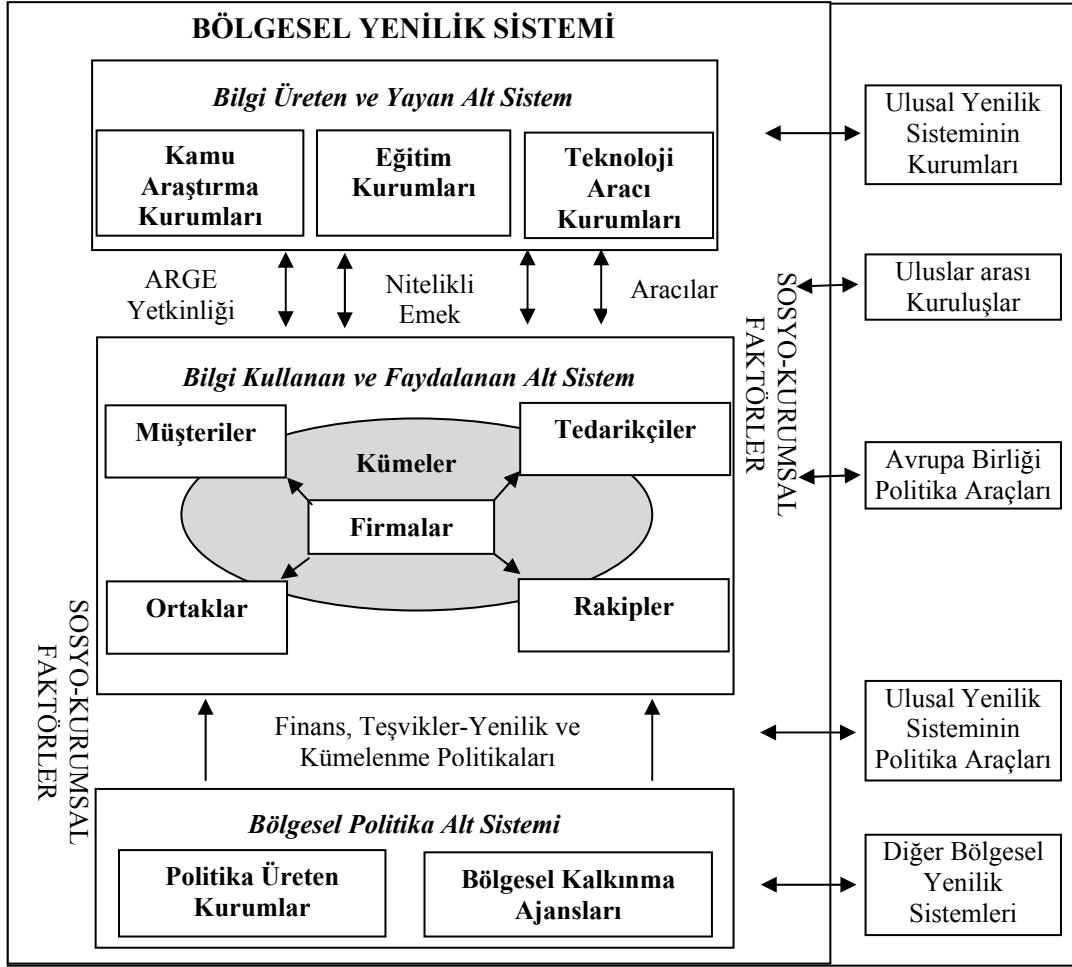 BÖLGESEL YENİLİK SİSTEMİ
Bilgi Üreten ve Yayan Alt Sistem
Kamu
Araştırma
Kurumları
Eğitim
Kurumları
Teknoloji
Aracı
Kurumları
ARGE
Yetkinliği
Nitelikli
Emek
Aracılar
Bilgi Kullanan ve Faydalanan Alt Sistem
Müşteriler
Tedarikçiler
Kümeler
Firmalar
Ortaklar
Rakipler
Finans, Teşvikler-Yenilik ve
Kümelenme Politikaları
Bölgesel Politika Alt Sistemi
Politika Üreten
Kurumlar
Bölgesel Kalkınma
Ajansları
SOSYO-KURUMSAL
FAKTÖRLER
SOSYO-KURUMSAL
FAKTÖRLER
Ulusal Yenilik
Sisteminin
Kurumları
Uluslar arası
Kuruluşlar
Avrupa Birliği
Politika Araçları
Ulusal Yenilik
Sisteminin
Politika Araçları
Diğer Bölgesel
Yenilik
Sistemleri